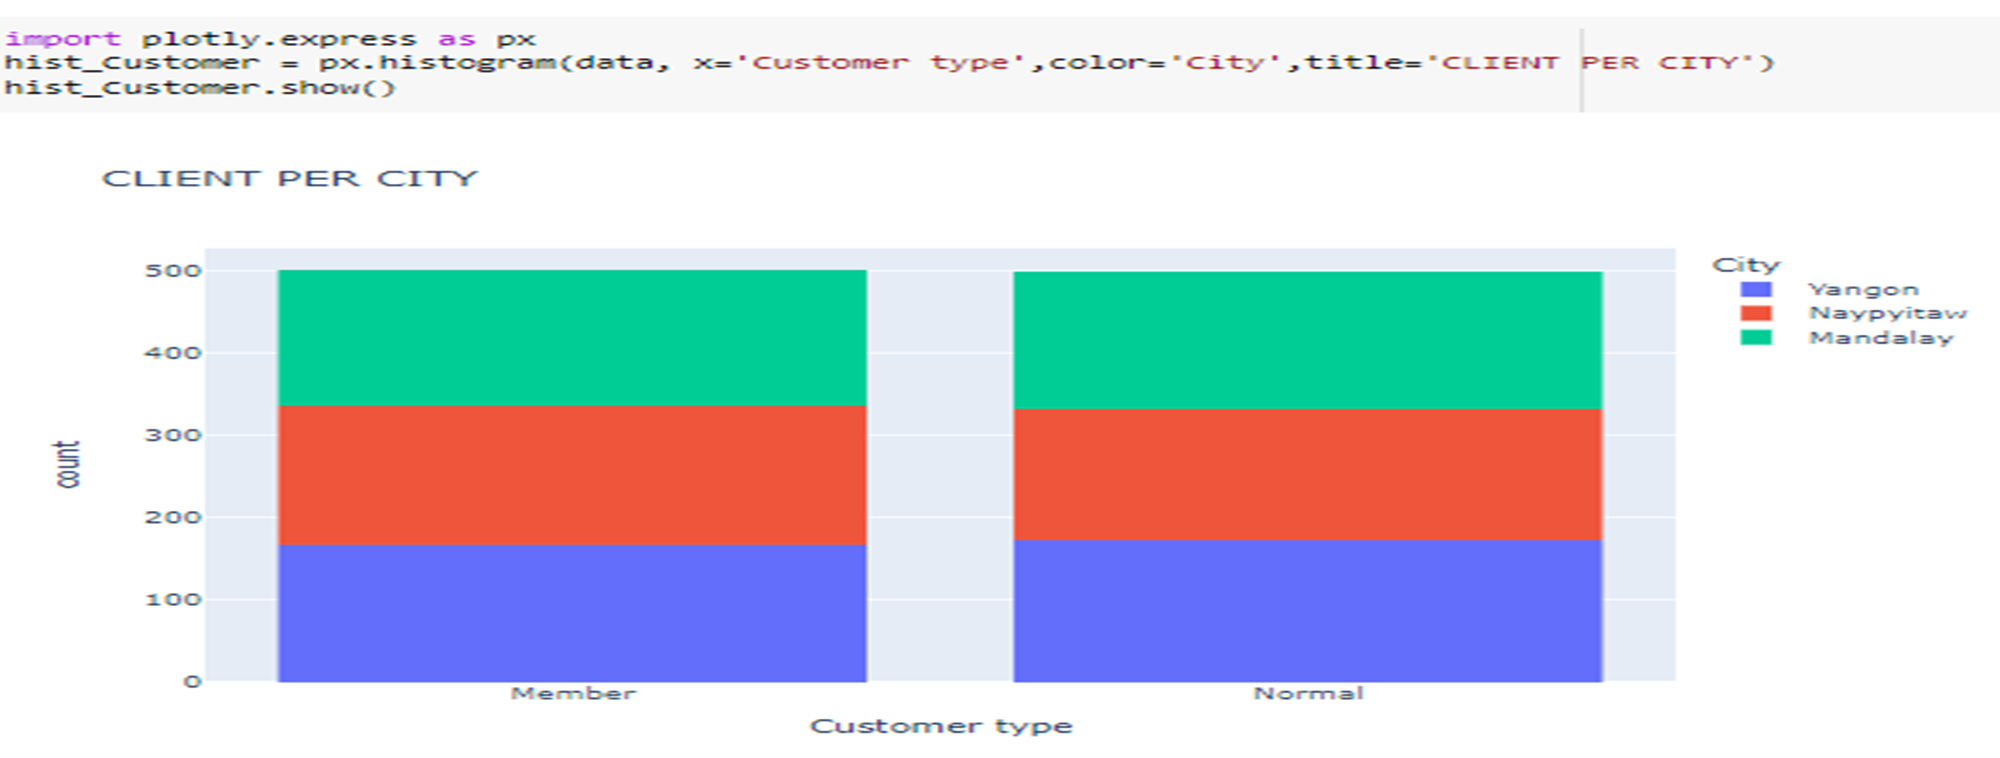 import plotly.express as px
hist_Customer = px.histogram(data, x='Customer type',color='City',title='CLIENT PER CITY')
hist_Customer.show()
CLIENT PER CITY
500
400
300
200
100
0
count
Member
Normal
Customer type
City
Yangon
Naypyitaw
Mandalay